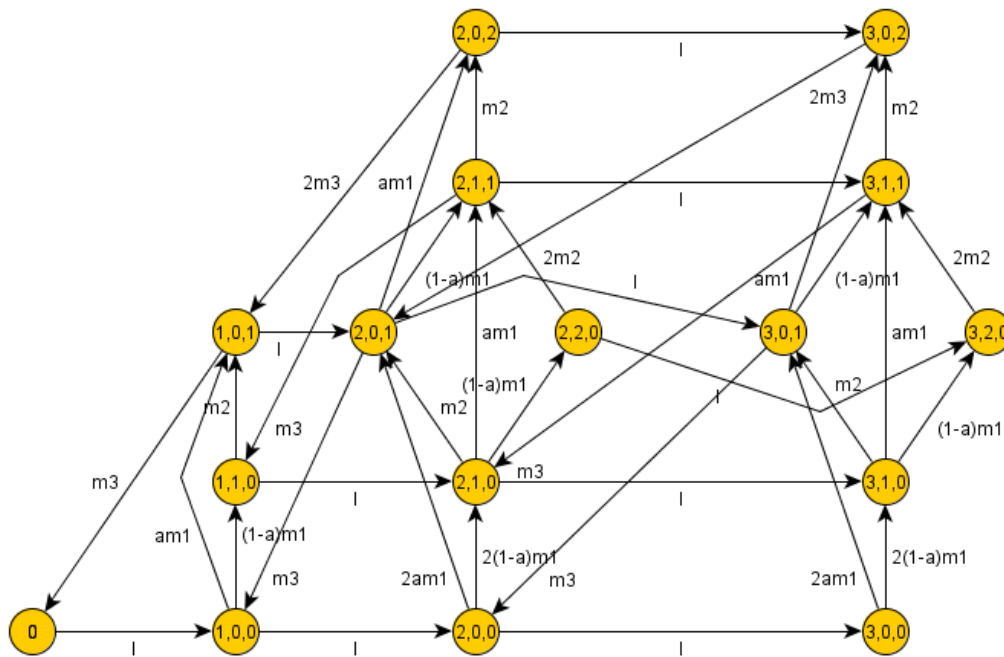 2,0,2
3,0,2
l
2m3
m2
m2
2,1,1
3,1,1
2m3
am1
l
(1-a)m1
2m2
l
am1
(1-a)m1
2m2
1,0,1
2,0,1
2,2,0
3,0,1
3,2,0
l
am1
am1
m2
(1-a)m1
m2
l
m2
m3
m3
(1-a)m1
1,1,0
2,1,0
m3
3,1,0
l
l
am1
(1-a)m1
m3
2am1
2(1-a)m1
m3
2am1
2(1-a)m1
0
1,0,0
2,0,0
3,0,0
l
l
l